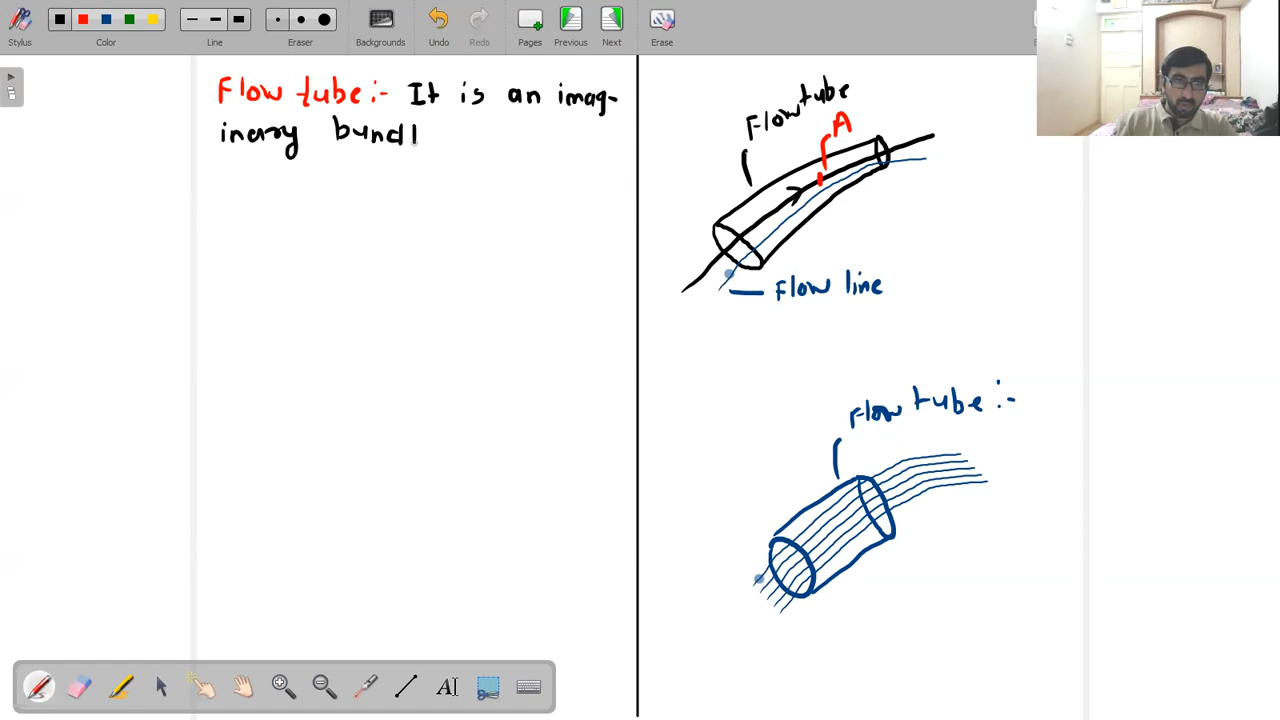 Stylus
Color
Line
Eraser
Backgrounds
Undo
Redo
Pages
Previous
Next
Erase
Flow tube :- It is an imag-
inary bundl
Flow tube
A
Flow line
Flow tube :-